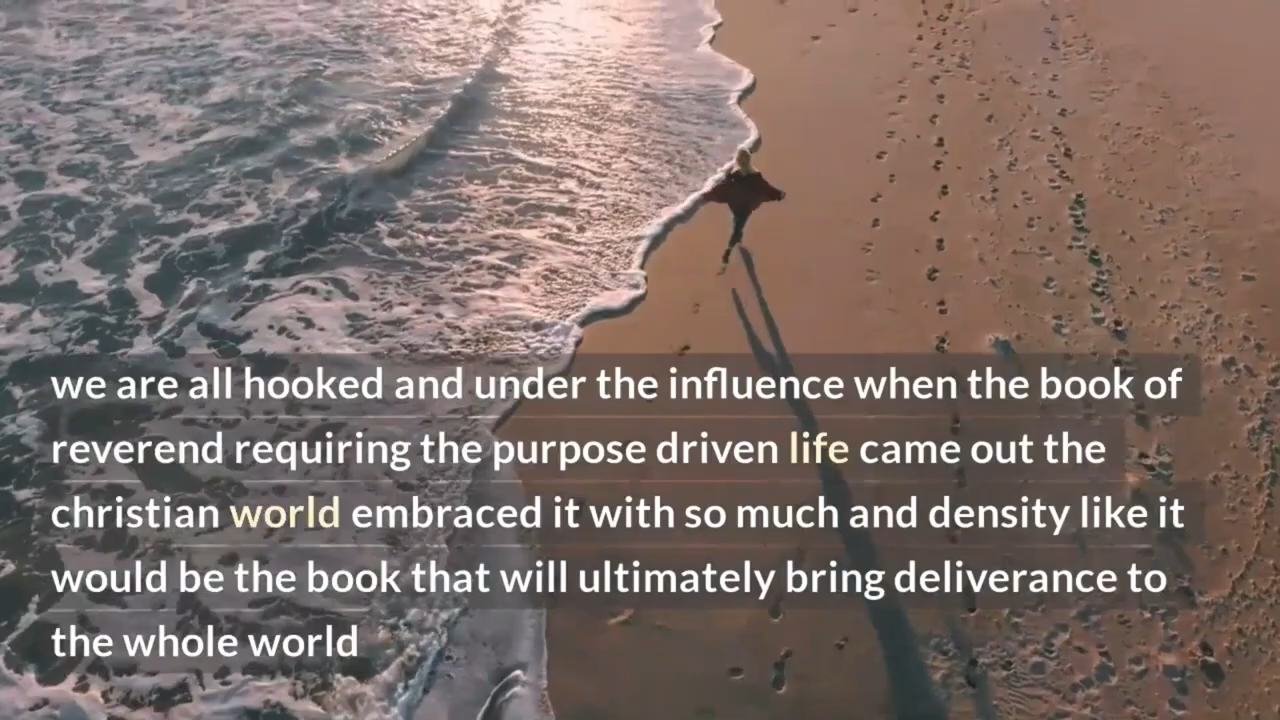 we are all hooked and under the influence when the book of
reverend requiring the purpose driven life came out the
christian world embraced it with so much and density like it
would be the book that will ultimately bring deliverance to
the whole world